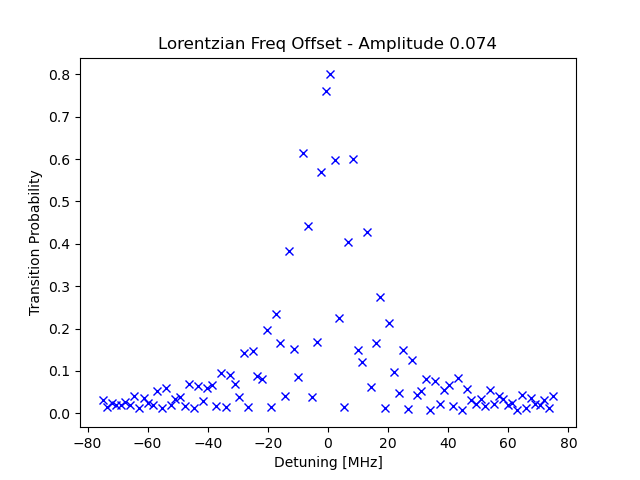 Lorentzian Freq Offset - Amplitude 0.074
0.8
0.7
0.6
0.5
0.4
0.3
0.2
0.1
0.0
Transition Probability
−80 −60 −40 −20 0 20 40 60 80
Detuning [MHz]